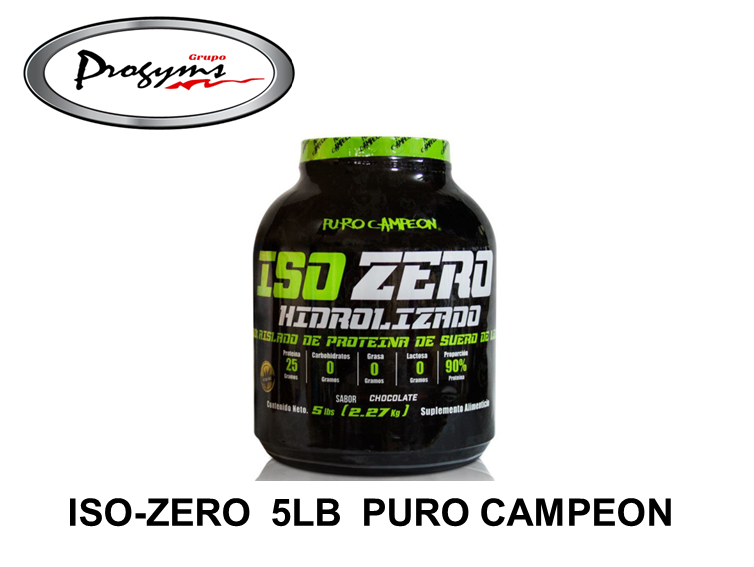 Grupo
Progyms
PURO CAMPEON
ISO ZERO
HIDROLIZADO
AISLADO DE PROTEINA DE SUERO DE
Proteina Carbohidratos Grasa Lactosa Proporción
25 0 0 0 90%
Gramos Gramos Gramos Gramos Proteina
SABOR CHOCOLATE
Contenido Neto. 5 lbs (2.27 Kg) Suplemento Alimenticio
ISO-ZERO 5LB PURO CAMPEON